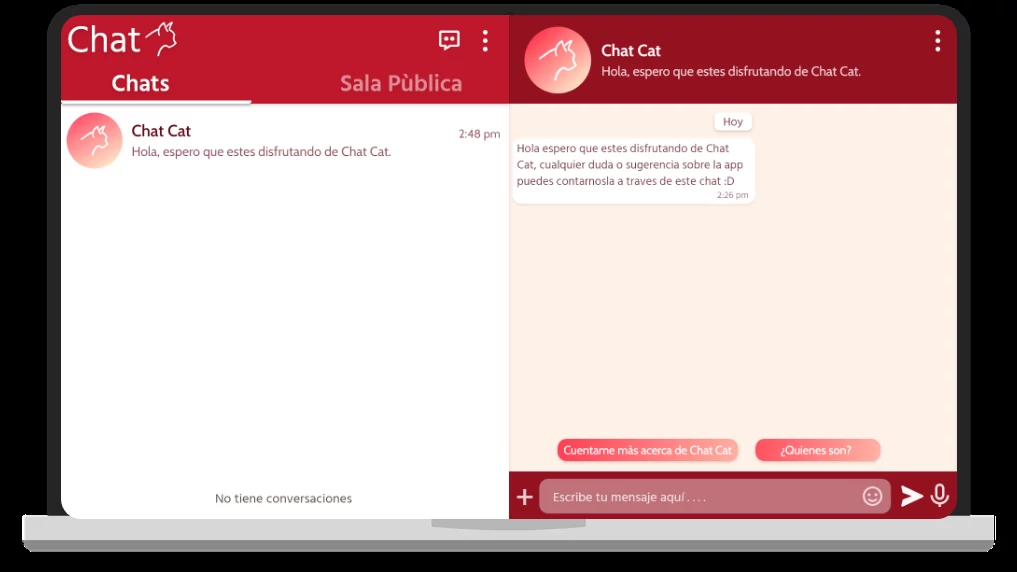 Chat
Chats
Sala Pùblica
Chat Cat
2:48 pm
Hola, espero que estes disfrutando de Chat Cat.
No tiene conversaciones
Chat Cat
Hola, espero que estes disfrutando de Chat Cat.
Hoy
Hola espero que estes disfrutando de Chat
Cat, cualquier duda o sugerencia sobre la app
puedes contarnosla a traves de este chat :D
2:26 pm
Cuentame màs acerca de Chat Cat
¿Quienes son?
Escribe tu mensaje aquí . . . .